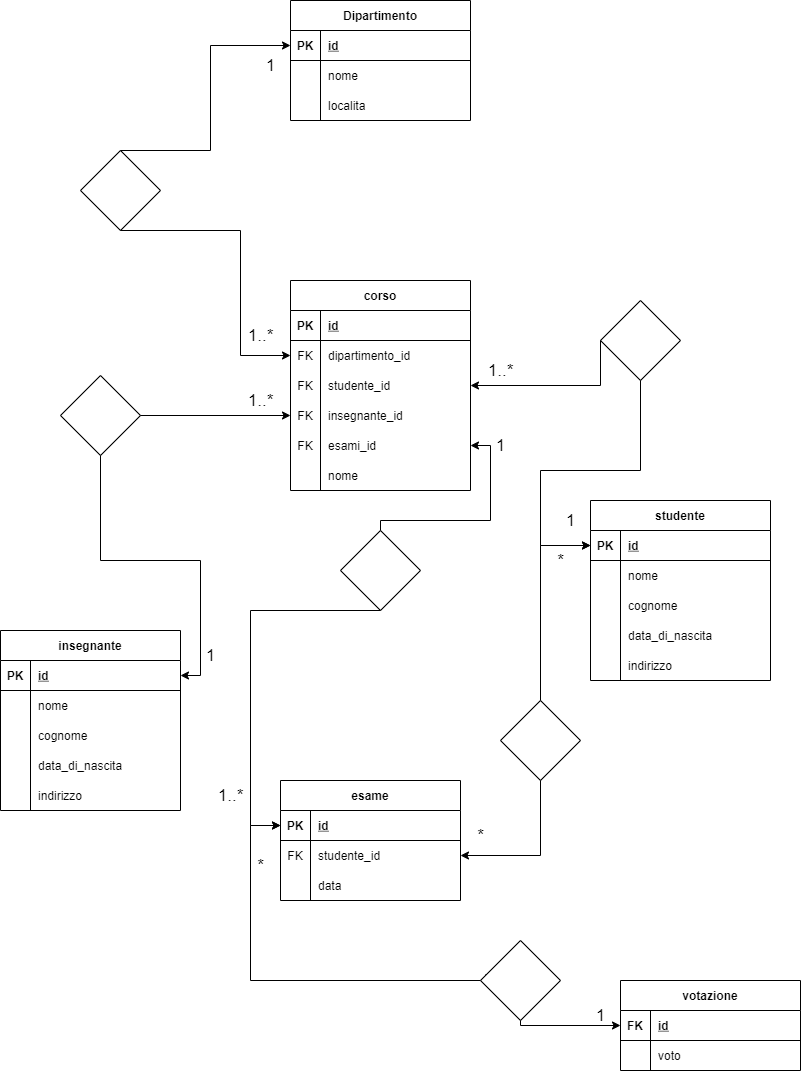 Dipartimento
PK id
1
nome
localita
corso
PK id
1..*
FK dipartimento_id
1..*
FK studente_id
1..*
FK insegnante_id
FK esami_id
1
nome
studente
1
PK id
*
nome
cognome
data_di_nascita
indirizzo
insegnante
1
PK id
nome
cognome
data_di_nascita
indirizzo
esame
1..*
PK id
*
FK studente_id
*
data
votazione
1
FK id
voto